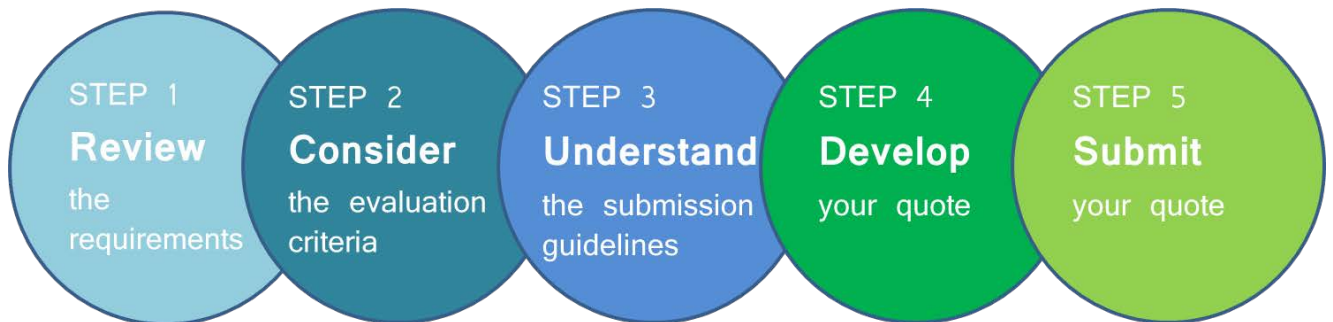 STEP 1
Review
the
requirements
STEP 2
Consider
the evaluation
criteria
STEP 3
Understand
the submission
guidelines
STEP 4
Develop
your quote
STEP 5
Submit
your quote